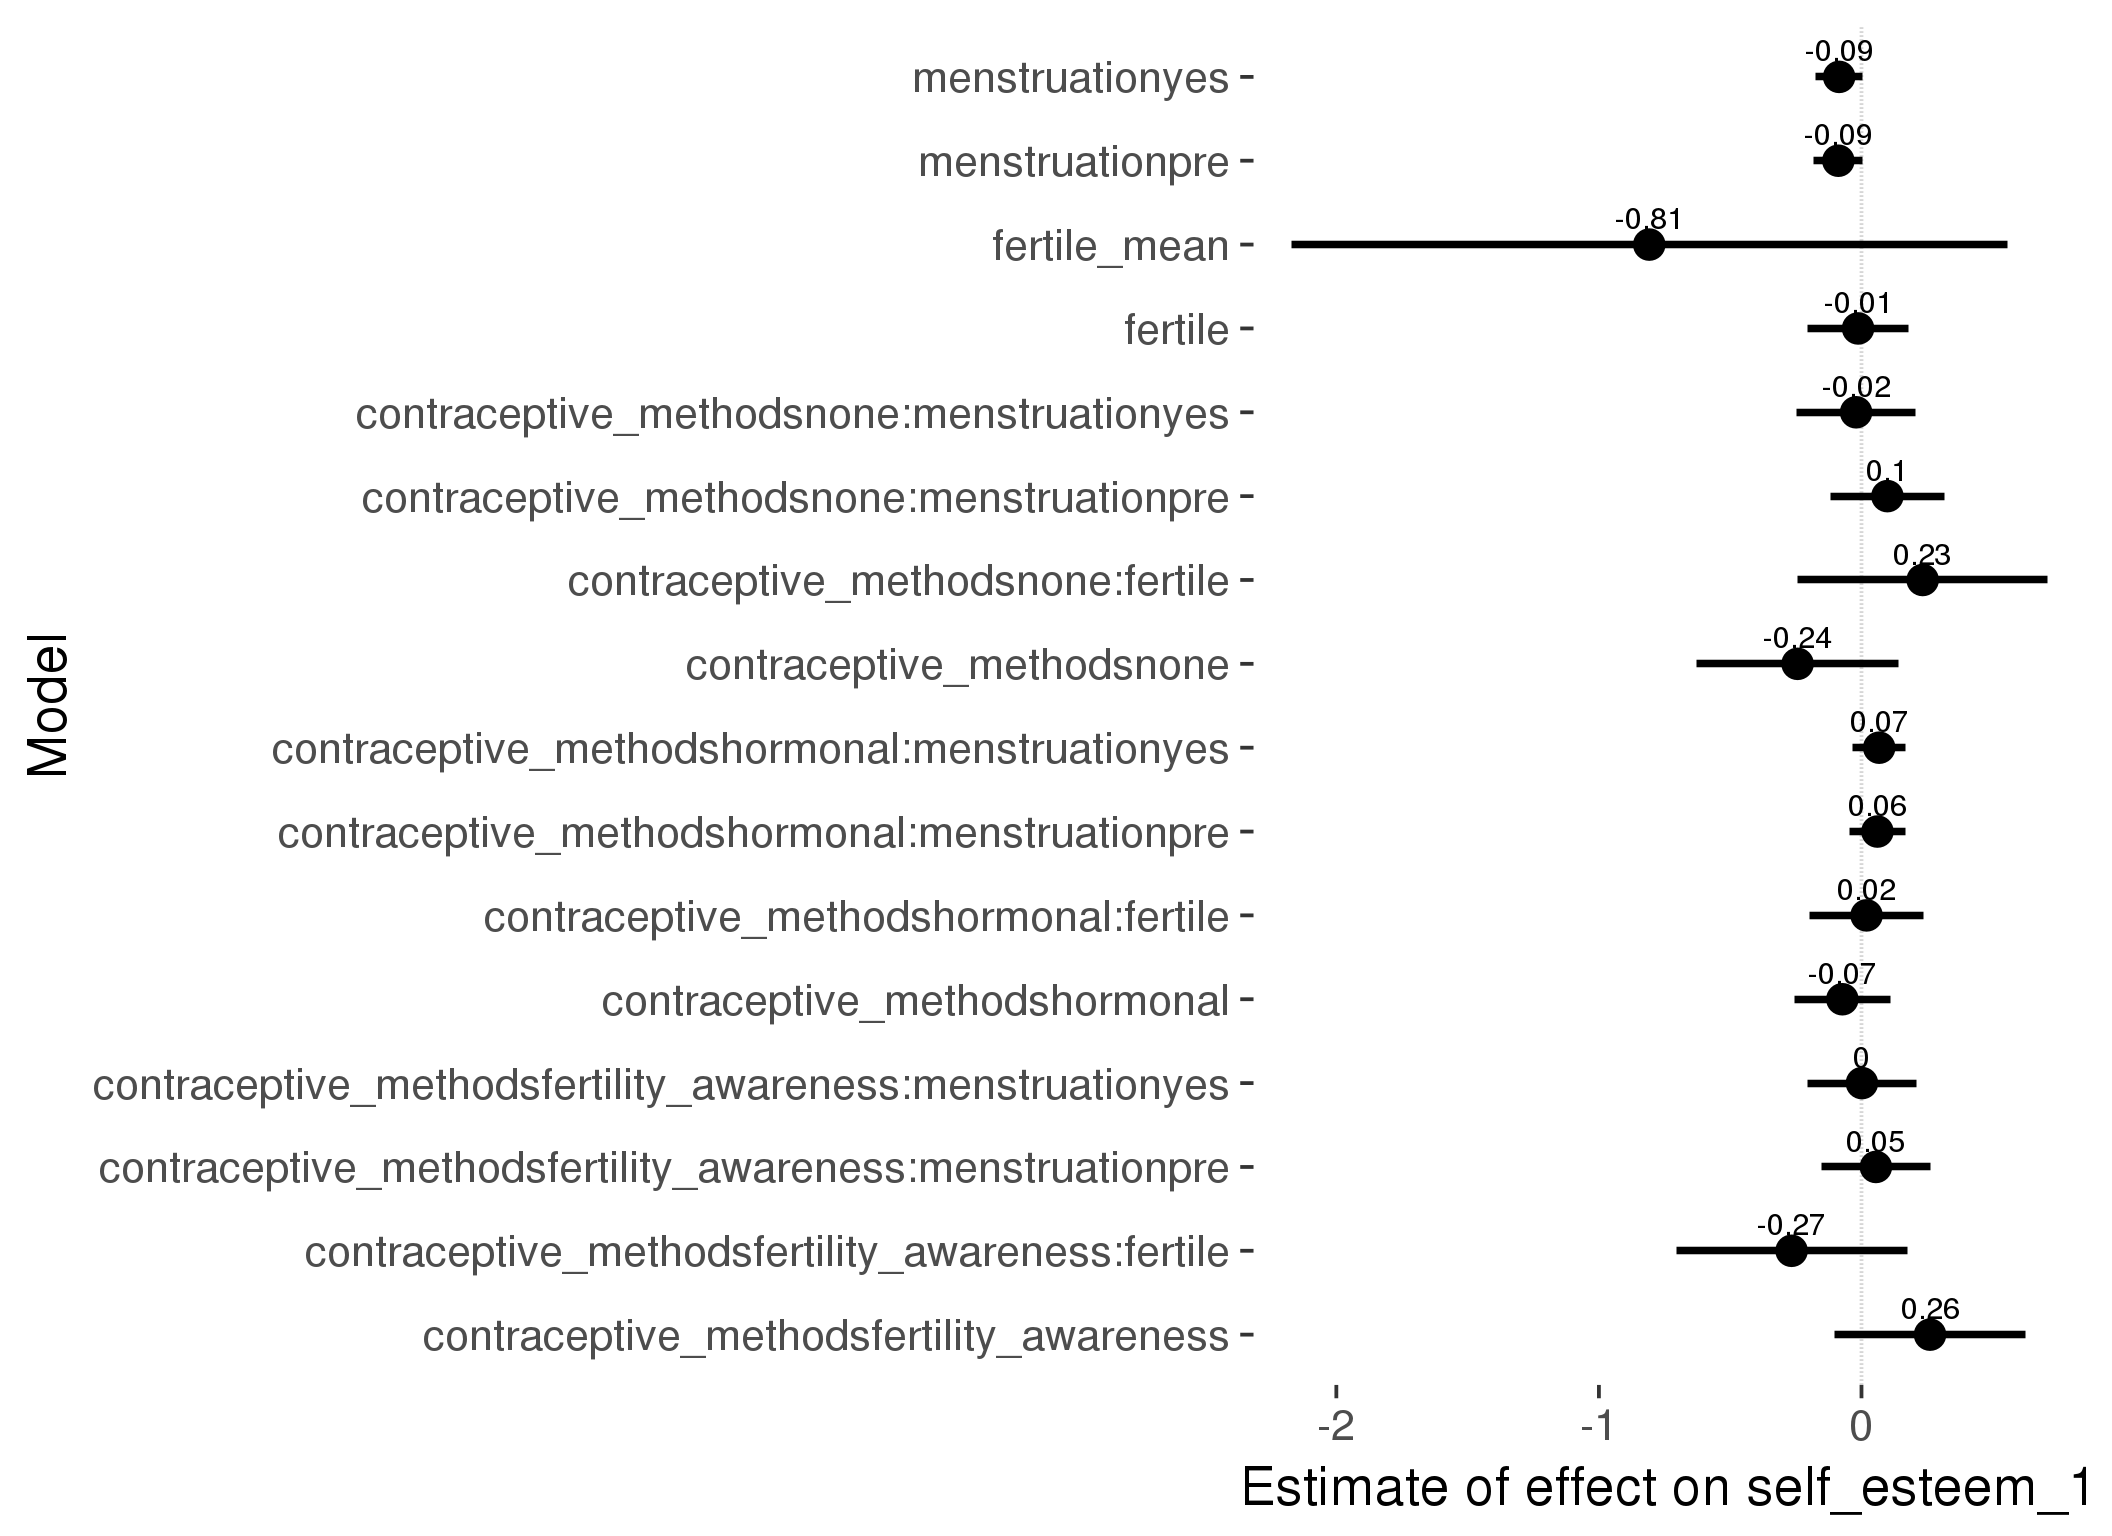 menstruationyes
-0.09
menstruationpre
-0.09
fertile_mean
-0.81
fertile
-0.01
contraceptive_methodsnone:menstruationyes
-0.02
contraceptive_methodsnone:menstruationpre
0.1
contraceptive_methodsnone:fertile
0.23
contraceptive_methodsnone
-0.24
contraceptive_methodshormonal:menstruationyes
0.07
contraceptive_methodshormonal:menstruationpre
0.06
contraceptive_methodshormonal:fertile
0.02
contraceptive_methodshormonal
-0.07
contraceptive_methodsfertility_awareness:menstruationyes
0
contraceptive_methodsfertility_awareness:menstruationpre
0.05
contraceptive_methodsfertility_awareness:fertile
-0.27
contraceptive_methodsfertility_awareness
0.26
Model
-2 -1 0
Estimate of effect on self_esteem_1